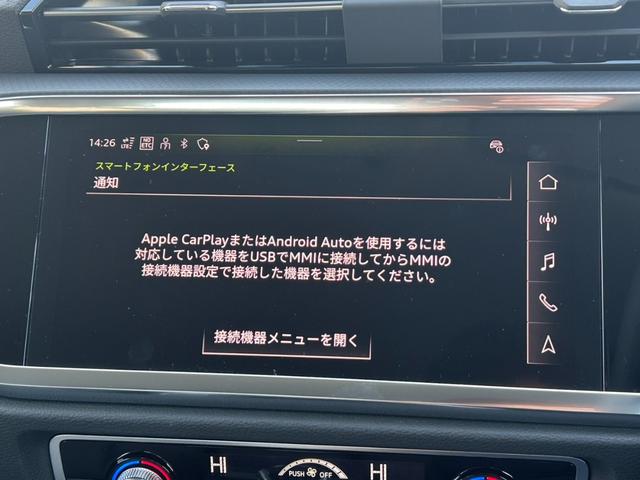 14:26 LTE NO ETC
スマートフォンインターフェース
通知
Apple CarPlayまたはAndroid Autoを使用するには
対応している機器をUSBでMMIに接続してからMMIの
接続機器設定で接続した機器を選択してください。
接続機器メニューを開く
HI PUSH OFF HI